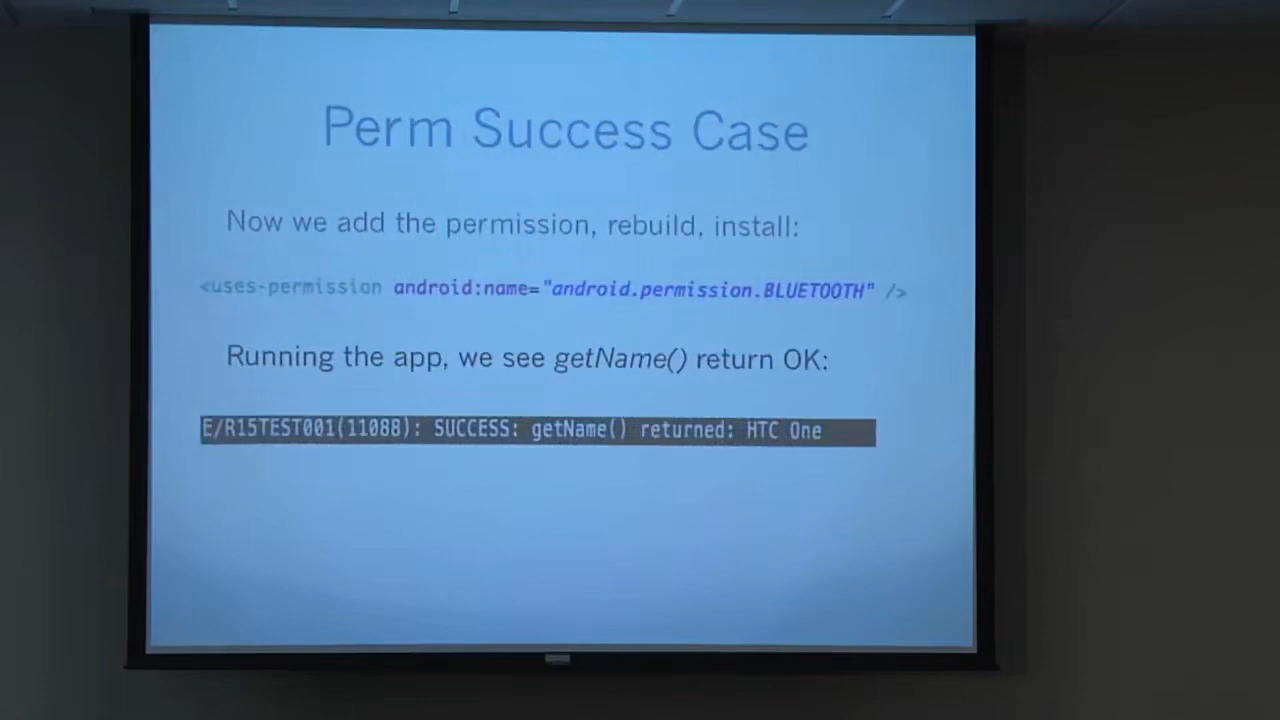 Perm Success Case
Now we add the permission, rebuild, install:
<uses-permission android:name="android.permission.BLUETOOTH" />
Running the app, we see getName() return OK:
E/R15TEST001(11088): SUCCESS: getName() returned: HTC One